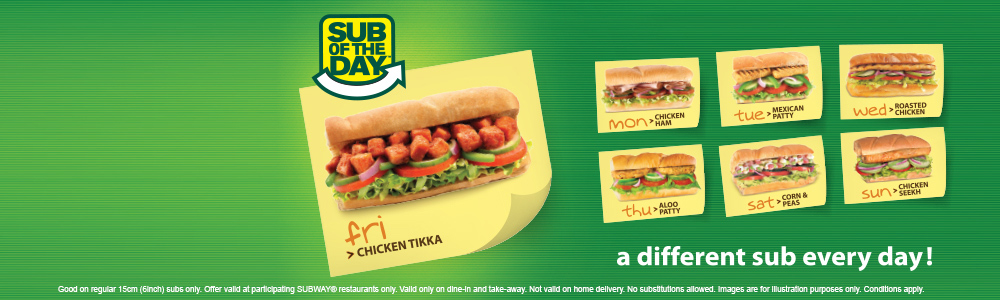 SUB
OF THE
DAY
fri
> CHICKEN TIKKA
mon > CHICKEN
HAM
tue > MEXICAN
PATTY
wed > ROASTED
CHICKEN
thu > ALOO
PATTY
sat > CORN &
PEAS
sun > CHICKEN
SEEKH
a different sub every day!
Good on regular 15cm (6inch) subs only. Offer valid at participating SUBWAY® restaurants only. Valid only on dine-in and take-away. Not valid on home delivery. No substitutions allowed. Images are for illustration purposes only. Conditions apply.